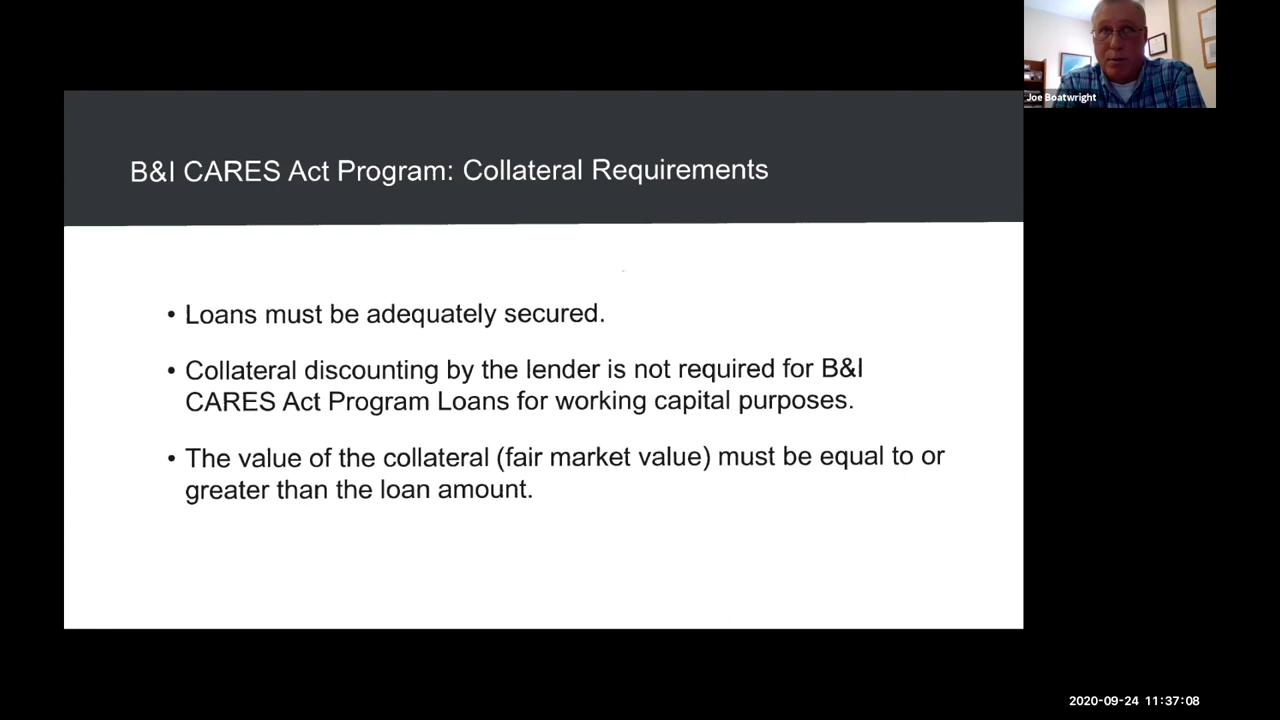 Joe Boatwright
B&I CARES Act Program: Collateral Requirements
• Loans must be adequately secured.
• Collateral discounting by the lender is not required for B&I
CARES Act Program Loans for working capital purposes.
• The value of the collateral (fair market value) must be equal to or
greater than the loan amount.
2020-09-24 11:37:08